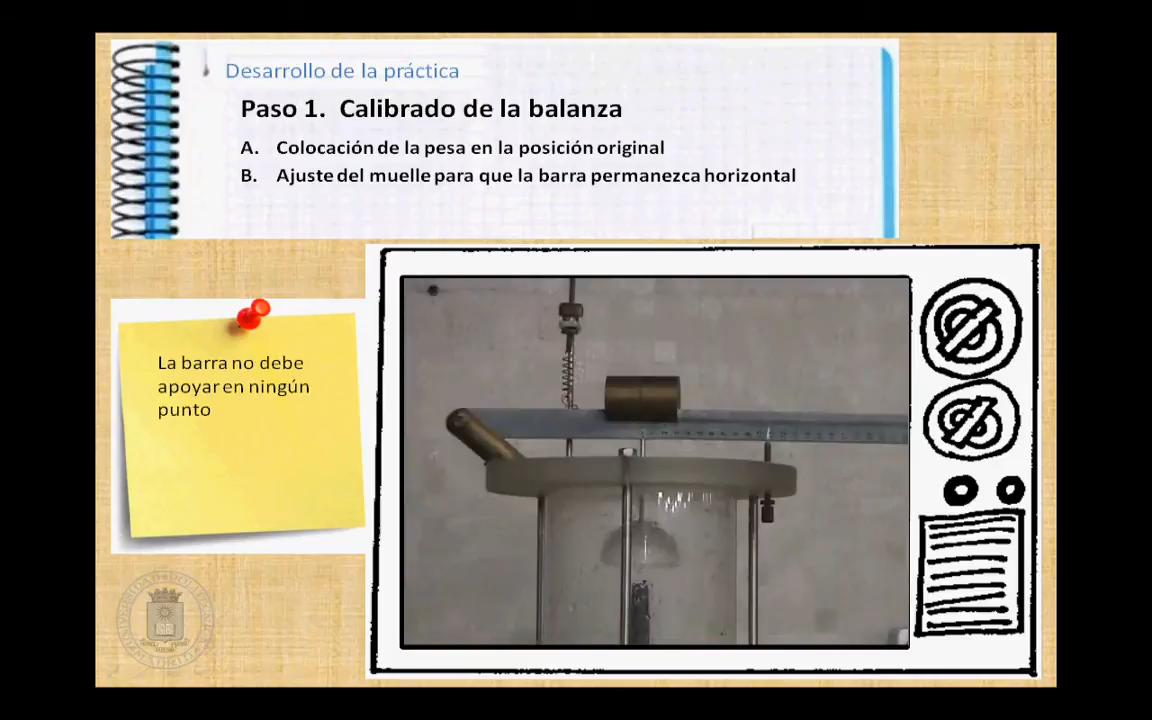 Desarrollo de la práctica
Paso 1. Calibrado de la balanza
A. Colocación de la pesa en la posición original
B. Ajuste del muelle para que la barra permanezca horizontal
La barra no debe
apoyar en ningún
punto